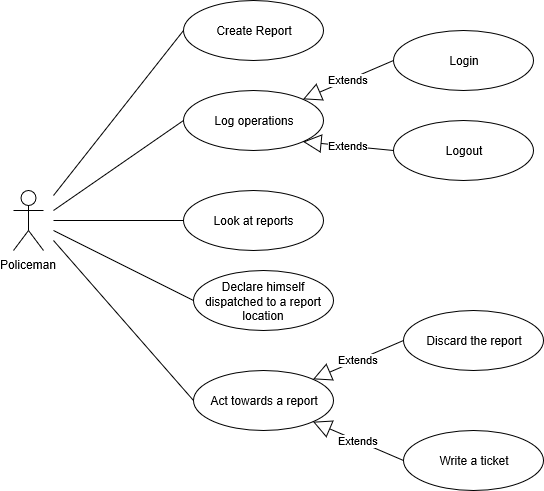 Create Report
Extends
Login
Log operations
Extends
Logout
Look at reports
Policeman
Declare himself
dispatched to a report
location
Extends
Discard the report
Act towards a report
Extends
Write a ticket